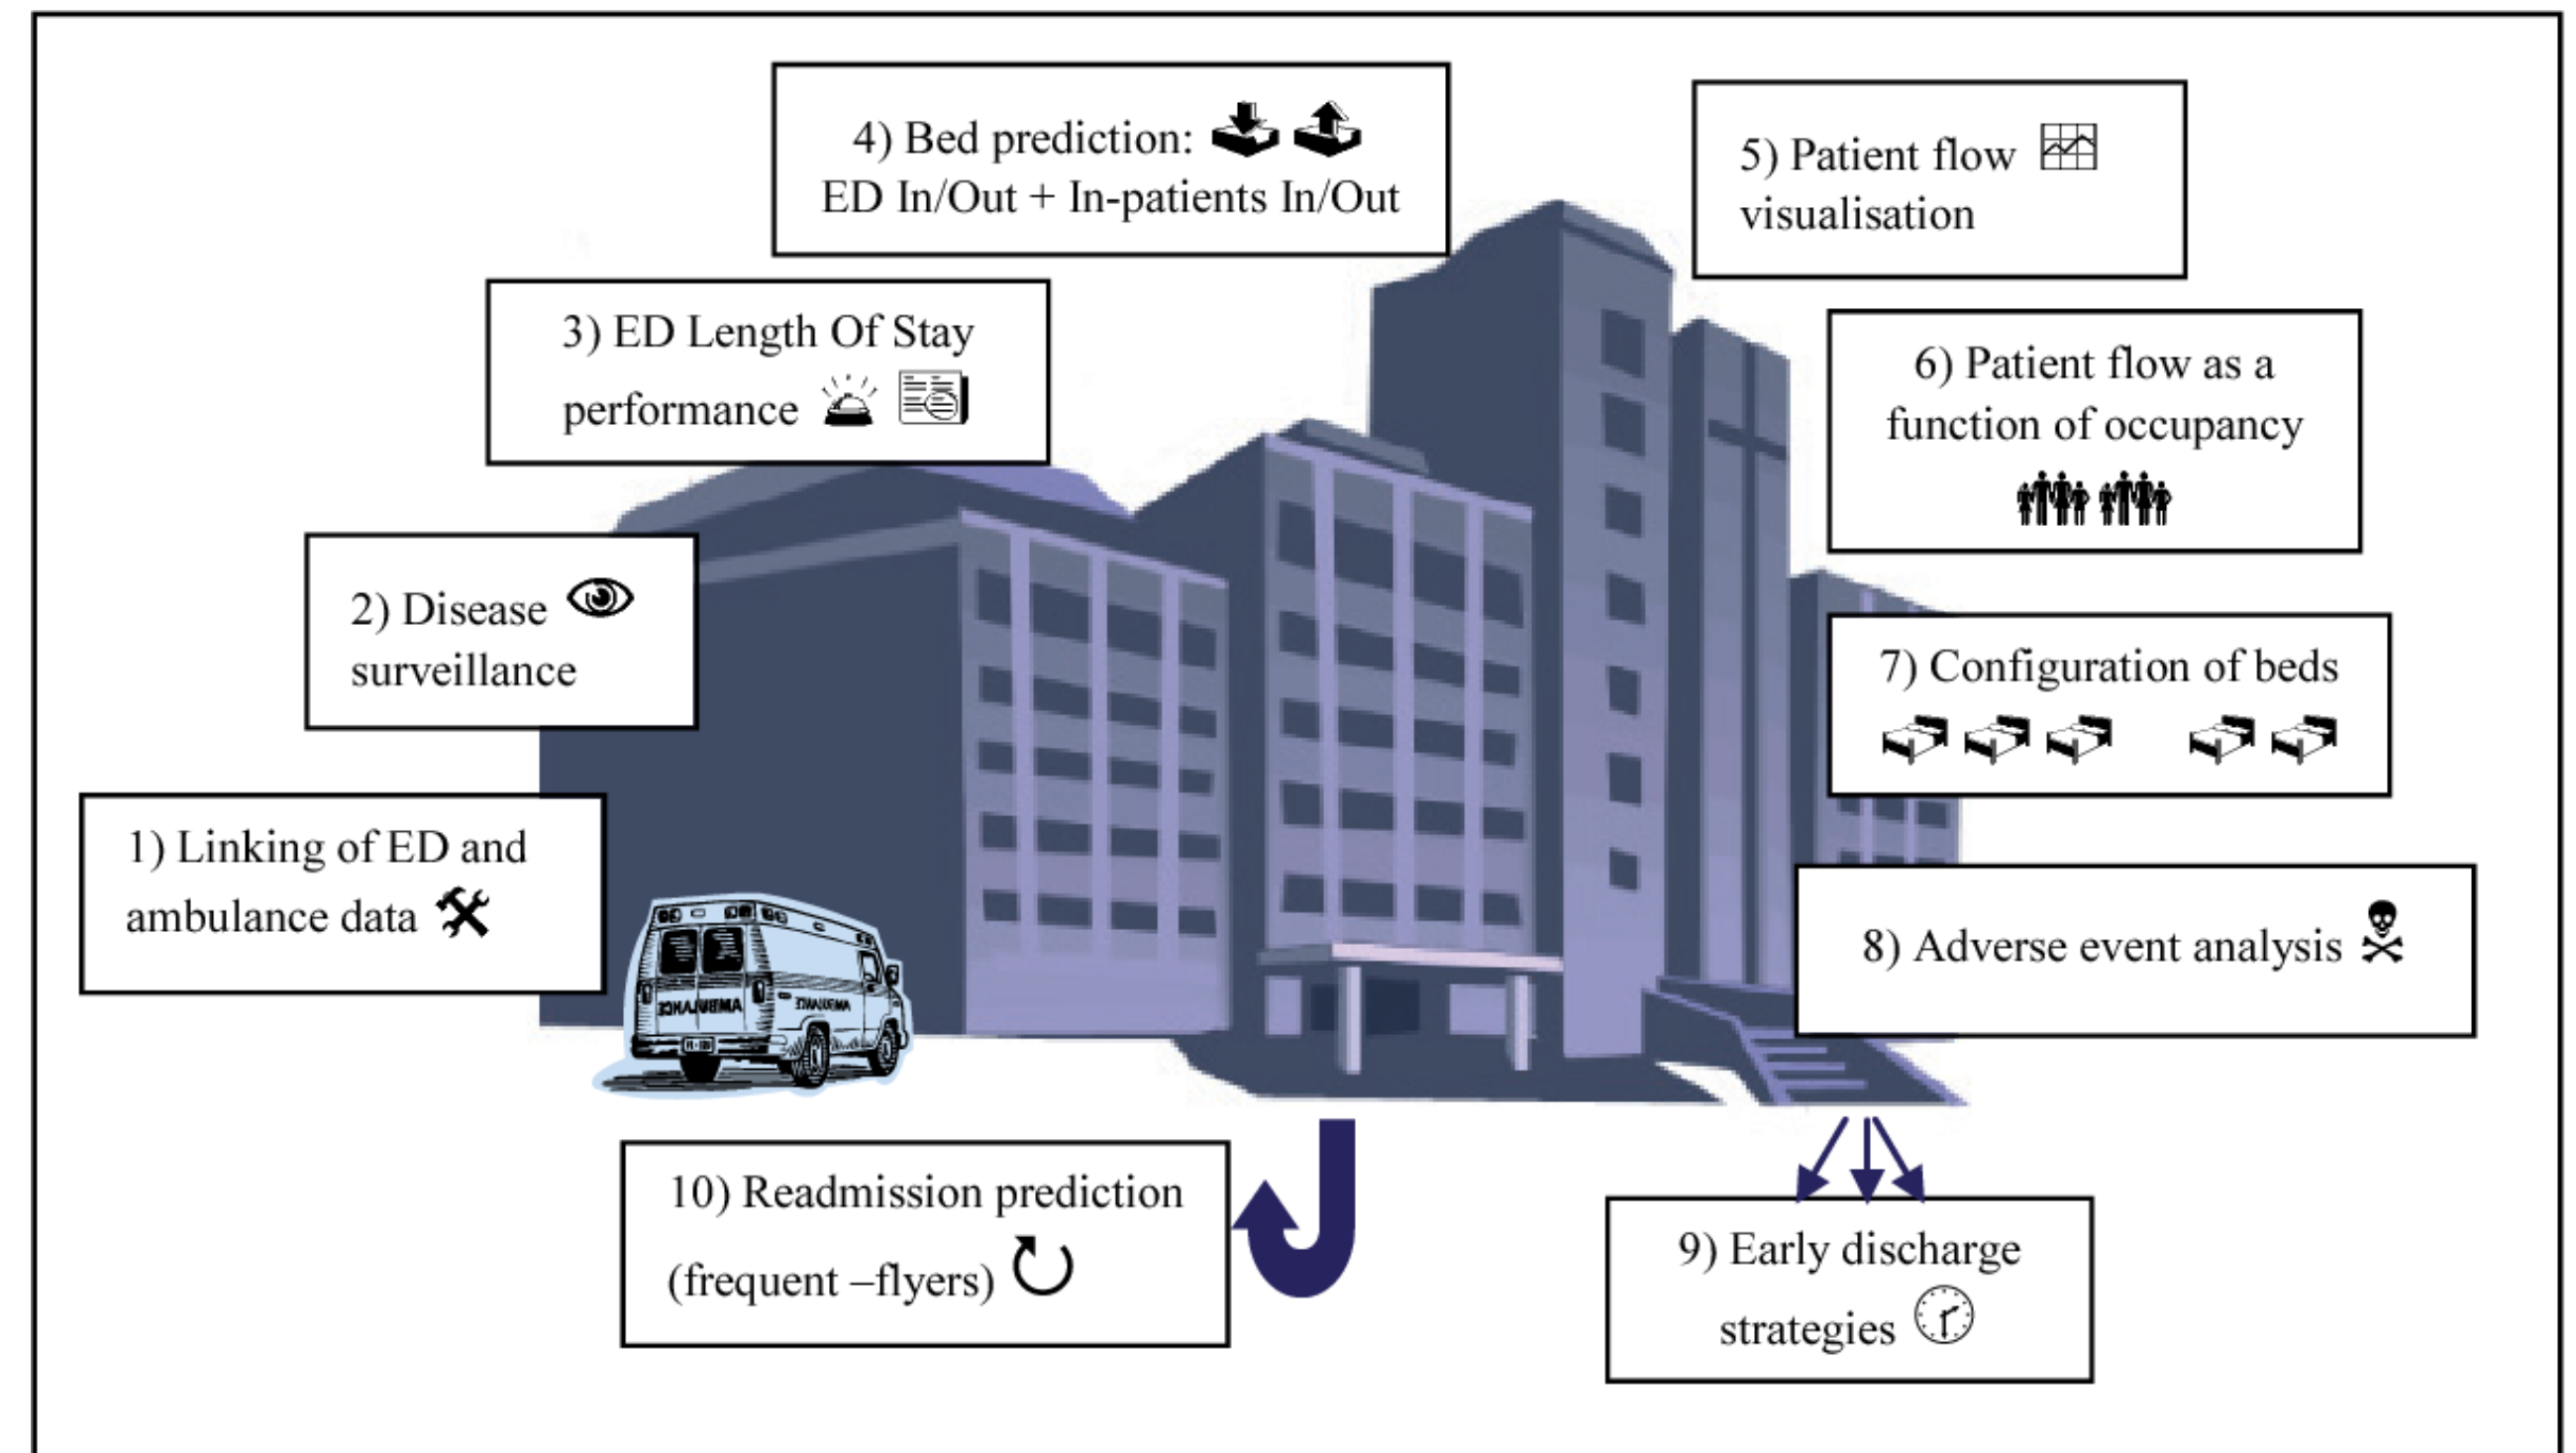 4) Bed prediction:
ED In/Out + In-patients In/Out
5) Patient flow
visualisation
3) ED Length Of Stay
performance
6) Patient flow as a
function of occupancy
2) Disease
surveillance
7) Configuration of beds
1) Linking of ED and
ambulance data
8) Adverse event analysis
AMBULANCE
AMBULANCE
10) Readmission prediction
(frequent –flyers)
9) Early discharge
strategies